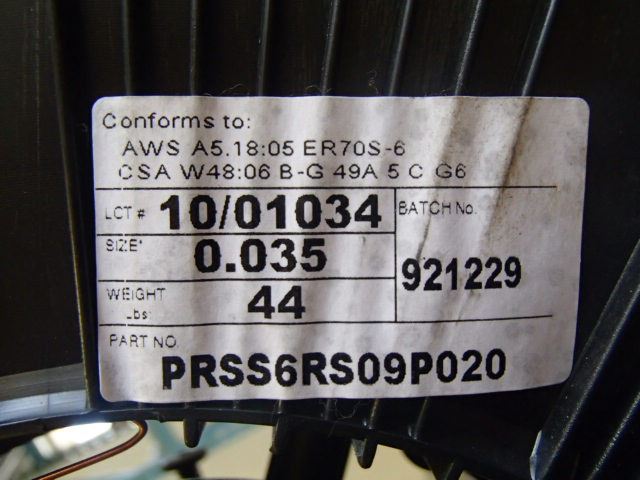 Conforms to:
AWS A5.18:05 ER70S-6
CSA W48:06 B-G 49A 5 C G6
LCT # 10/01034
BATCH No.
SIZE" 0.035
921229
WEIGHT
Lbs 44
PART NO.
PRSS6RS09P020